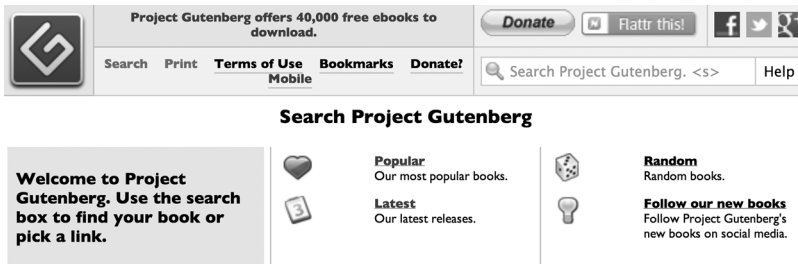 Project Gutenberg offers 40,000 free ebooks to
download.
Donate
Flattr this!
Search Print Terms of Use Bookmarks Donate?
Mobile
Search Project Gutenberg. <s>
Help
Search Project Gutenberg
Welcome to Project
Gutenberg. Use the search
box to find your book or
pick a link.
Popular
Our most popular books.
3
Latest
Our latest releases.
Random
Random books.
Follow our new books
Follow Project Gutenberg's
new books on social media.